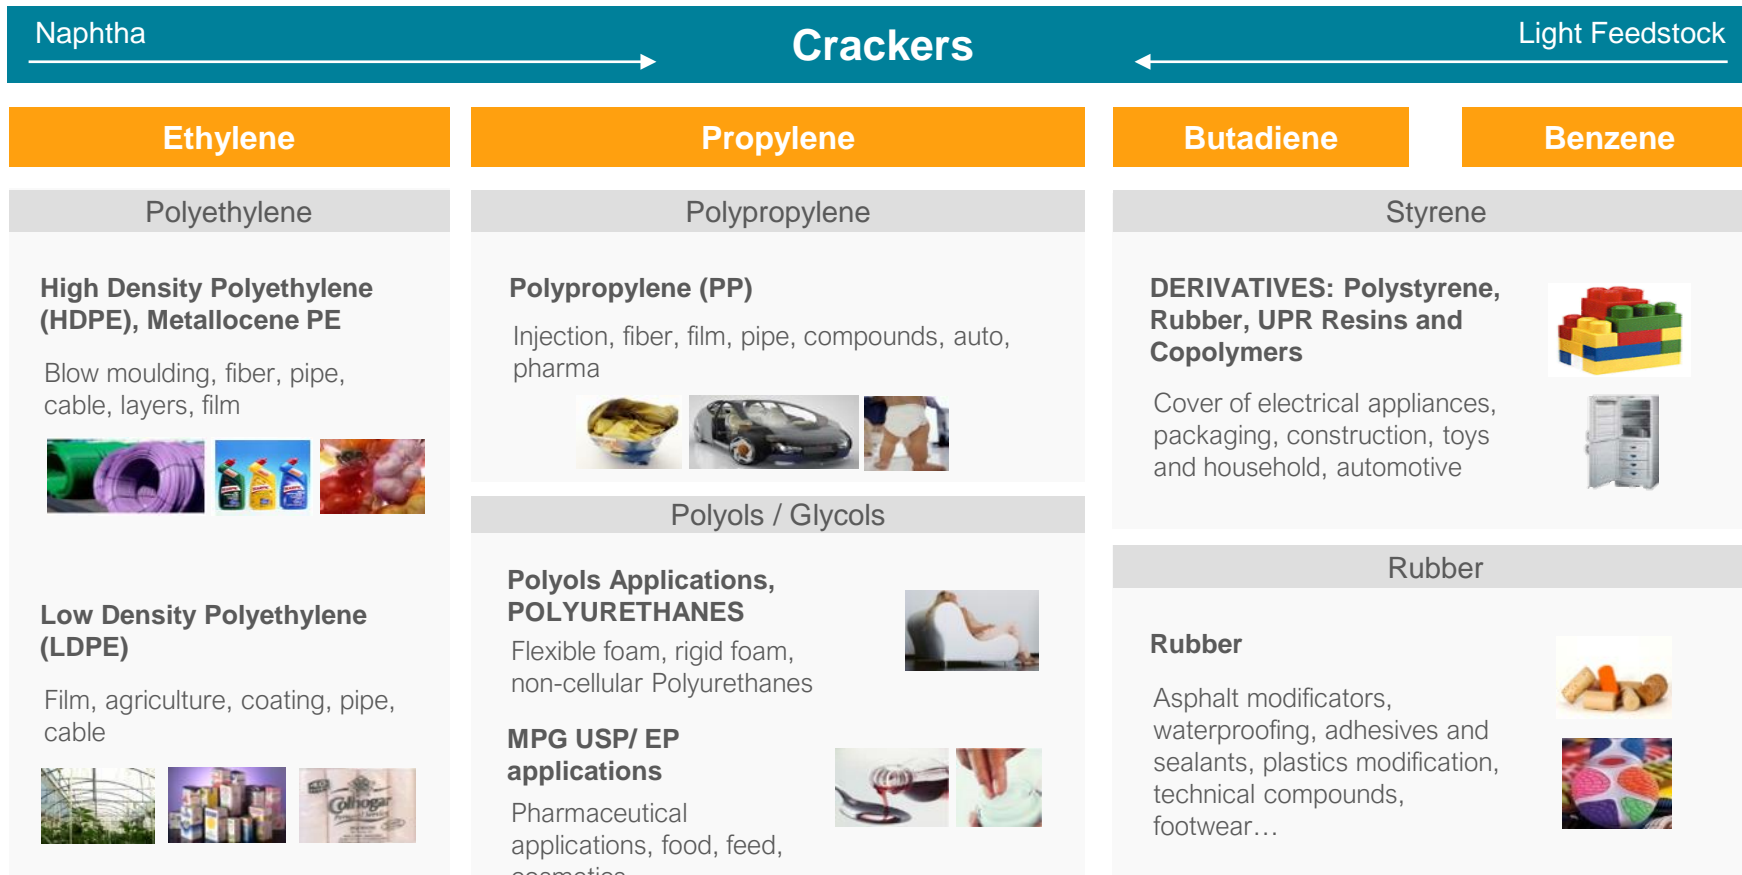 Naphtha
Crackers
Light Feedstock
Ethylene
Propylene
Butadiene
Benzene
Polyethylene
High Density Polyethylene
(HDPE), Metallocene PE
Blow moulding, fiber, pipe,
cable, layers, film
Low Density Polyethylene
(LDPE)
Film, agriculture, coating, pipe,
cable
Colhogar
Polypropylene
Polypropylene (PP)
Injection, fiber, film, pipe, compounds, auto,
pharma
Polyols / Glycols
Polyols Applications,
POLYURETHANES
Flexible foam, rigid foam,
non-cellular Polyurethanes
MPG USP/ EP
applications
Pharmaceutical
applications, food, feed,
Styrene
DERIVATIVES: Polystyrene,
Rubber, UPR Resins and
Copolymers
Cover of electrical appliances,
packaging, construction, toys
and household, automotive
Rubber
Rubber
Asphalt modificators,
waterproofing, adhesives and
sealants, plastics modification,
technical compounds,
footwear…